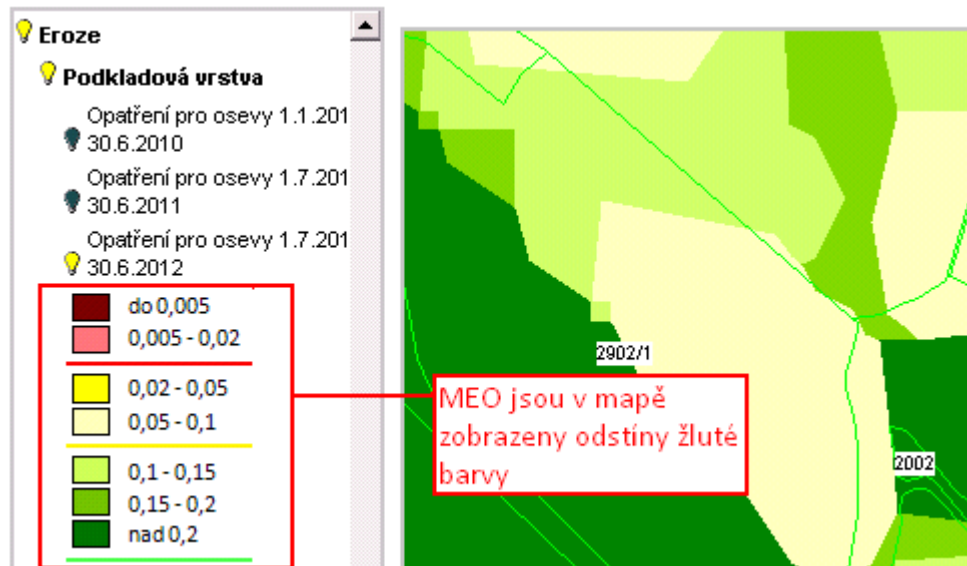 Eroze
Podkladová vrstva
Opatření pro osevy 1.1.201
30.6.2010
Opatření pro osevy 1.7.201
30.6.2011
Opatření pro osevy 1.7.201
30.6.2012
do 0,005
0,005 - 0,02
0,02 - 0,05
0,05 - 0,1
0,1 - 0,15
0,15 - 0,2
nad 0,2
2902/1
MEO jsou v mapě
zobrazeny odstíny žluté
barvy
2002